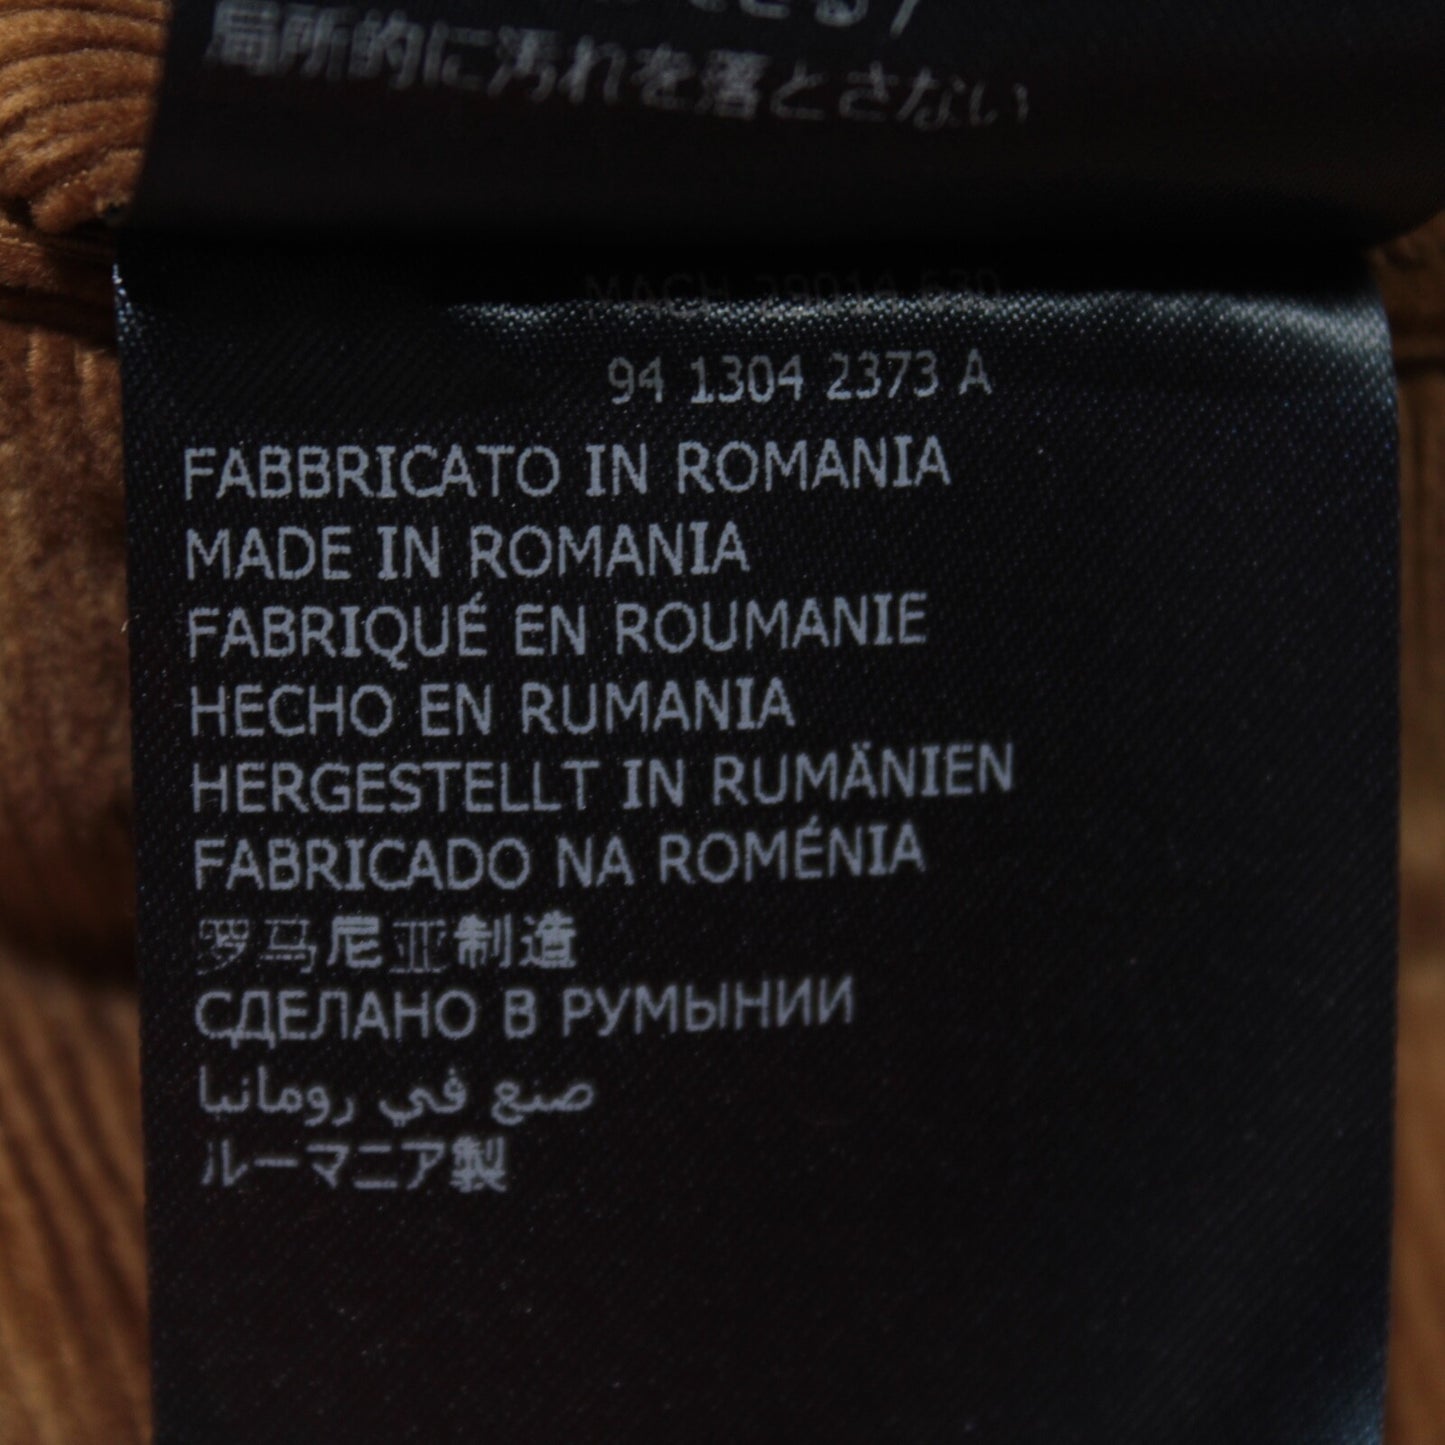 局所的に汚れを落とさない
94 1304 2373 A
FABBRICATO IN ROMANIA
MADE IN ROMANIA
FABRIQUÉ EN ROUMANIE
HECHO EN RUMANIA
HERGESTELLT IN RUMÄNIEN
FABRICADO NA ROMÉNIA
罗马尼亚制造
СДЕЛАНО В РУМЫНИИ
صنع في رومانيا
ルーマニア製